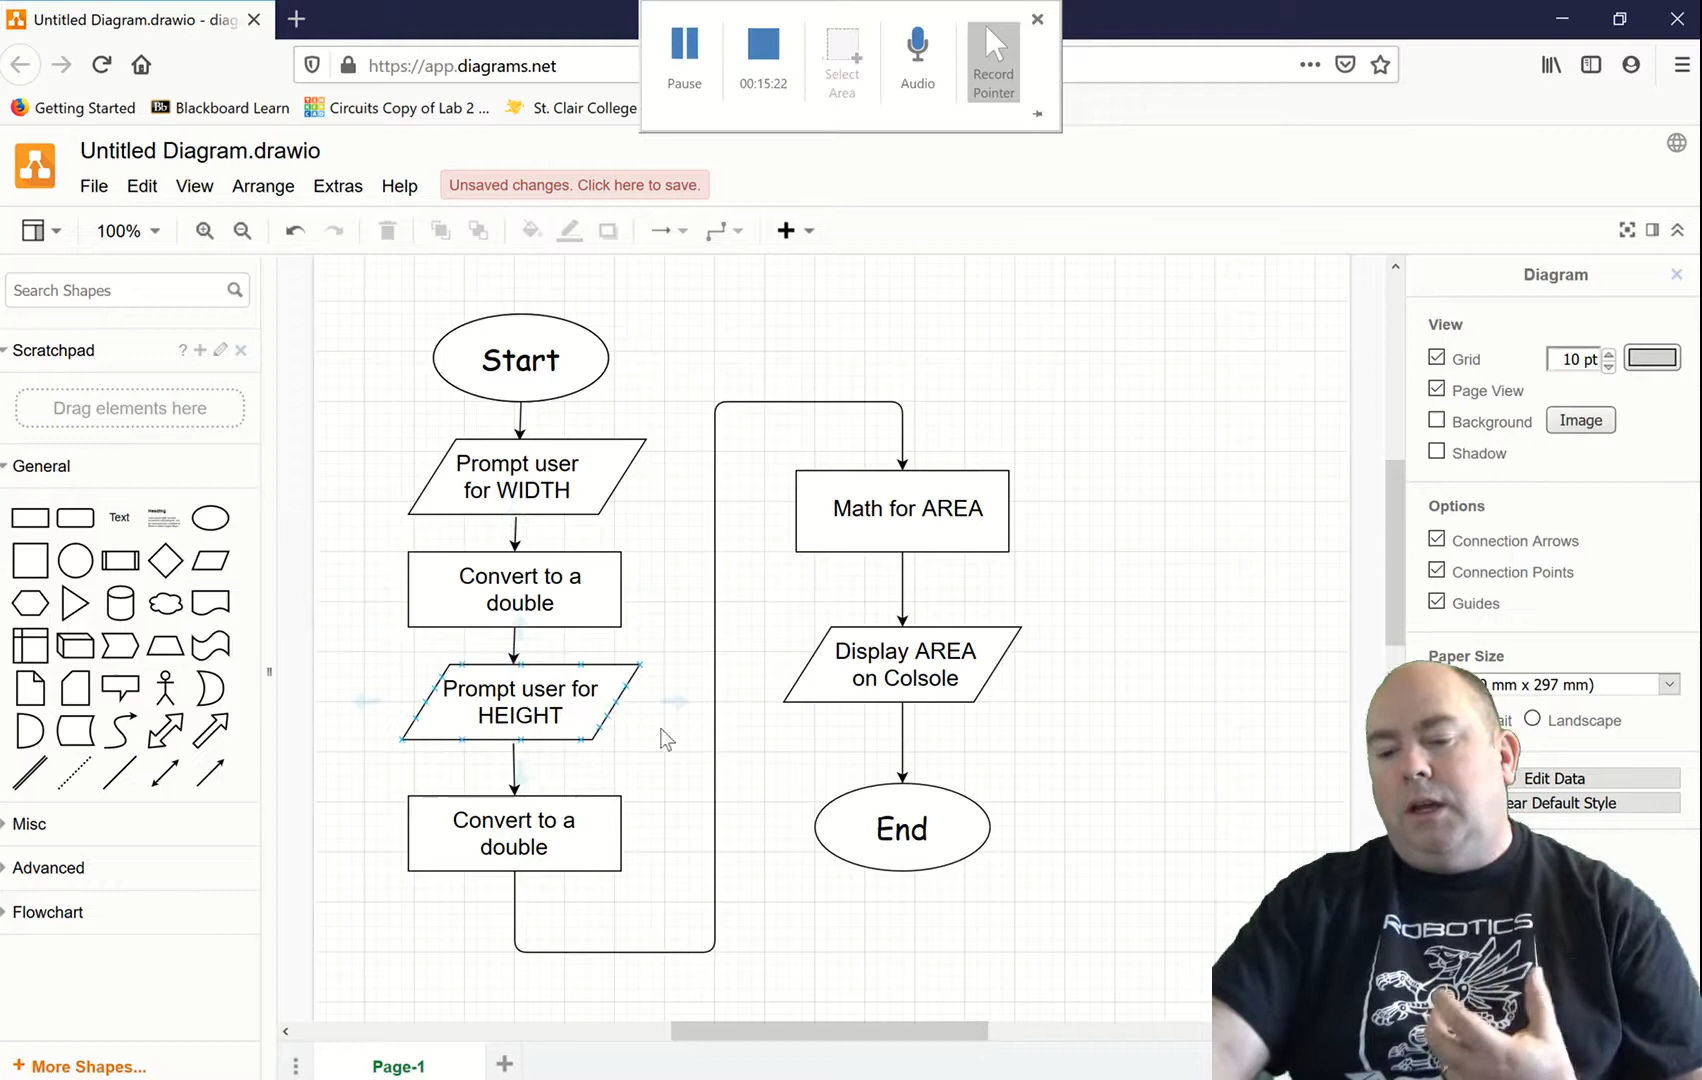 Untitled Diagram.drawio - diag
Pause
00:15:22
Select
Area
Audio
Record
Pointer
https://app.diagrams.net
Getting Started
Bb
Blackboard Learn
Circuits Copy of Lab 2 ...
St. Clair College
Untitled Diagram.drawio
File
Edit
View
Arrange
Extras
Help
Unsaved changes. Click here to save.
100%
Search Shapes
Scratchpad
?
Drag elements here
General
Text
Heading
Misc
Advanced
Flowchart
+ More Shapes...
Start
Prompt user
for WIDTH
Convert to a
double
Prompt user for
HEIGHT
Convert to a
double
Math for AREA
Display AREA
on Colsole
End
Page-1
Diagram
View
Grid
10 pt
Page View
Background
Image
Shadow
Options
Connection Arrows
Connection Points
Guides
Paper Size
mm x 297 mm)
Landscape
Edit Data
ear Default Style
ROBOTICS